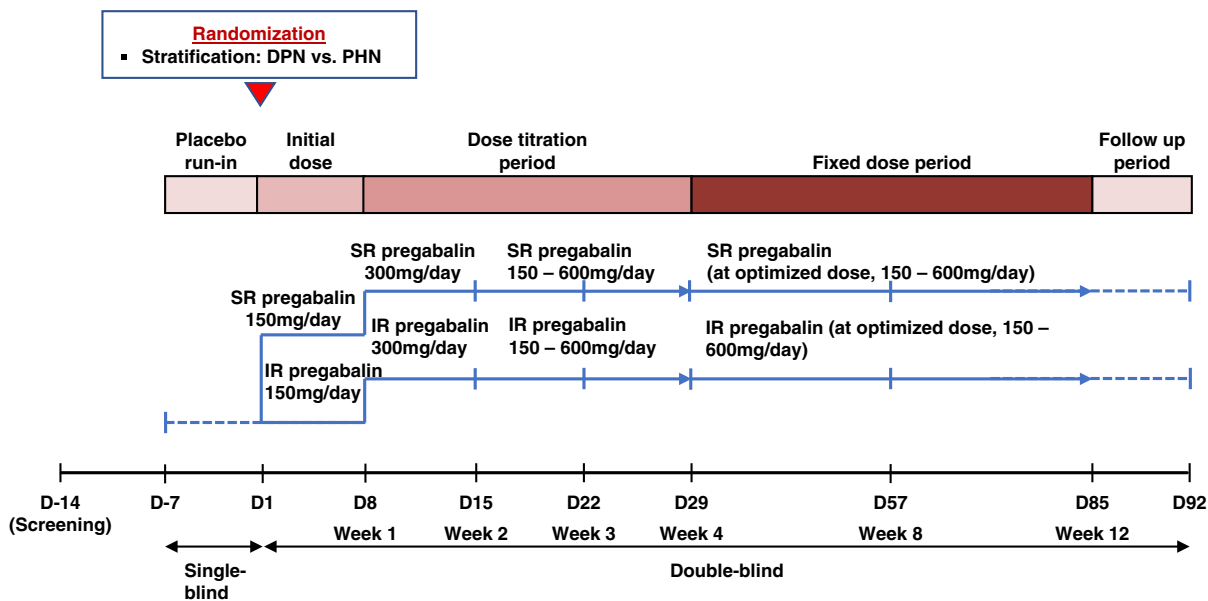 Randomization
▪ Stratification: DPN vs. PHN
Placebo
run-in
Initial
dose
Dose titration
period
Fixed dose period
Follow up
period
SR pregabalin
300mg/day
SR pregabalin
150 – 600mg/day
SR pregabalin
(at optimized dose, 150 – 600mg/day)
SR pregabalin
150mg/day
IR pregabalin
300mg/day
IR pregabalin
150 – 600mg/day
IR pregabalin (at optimized dose, 150 –
600mg/day)
IR pregabalin
150mg/day
D-14
(Screening)
D-7
D1
D8
D15
D22
D29
D57
D85
D92
Week 1
Week 2
Week 3
Week 4
Week 8
Week 12
Single-
blind
Double-blind